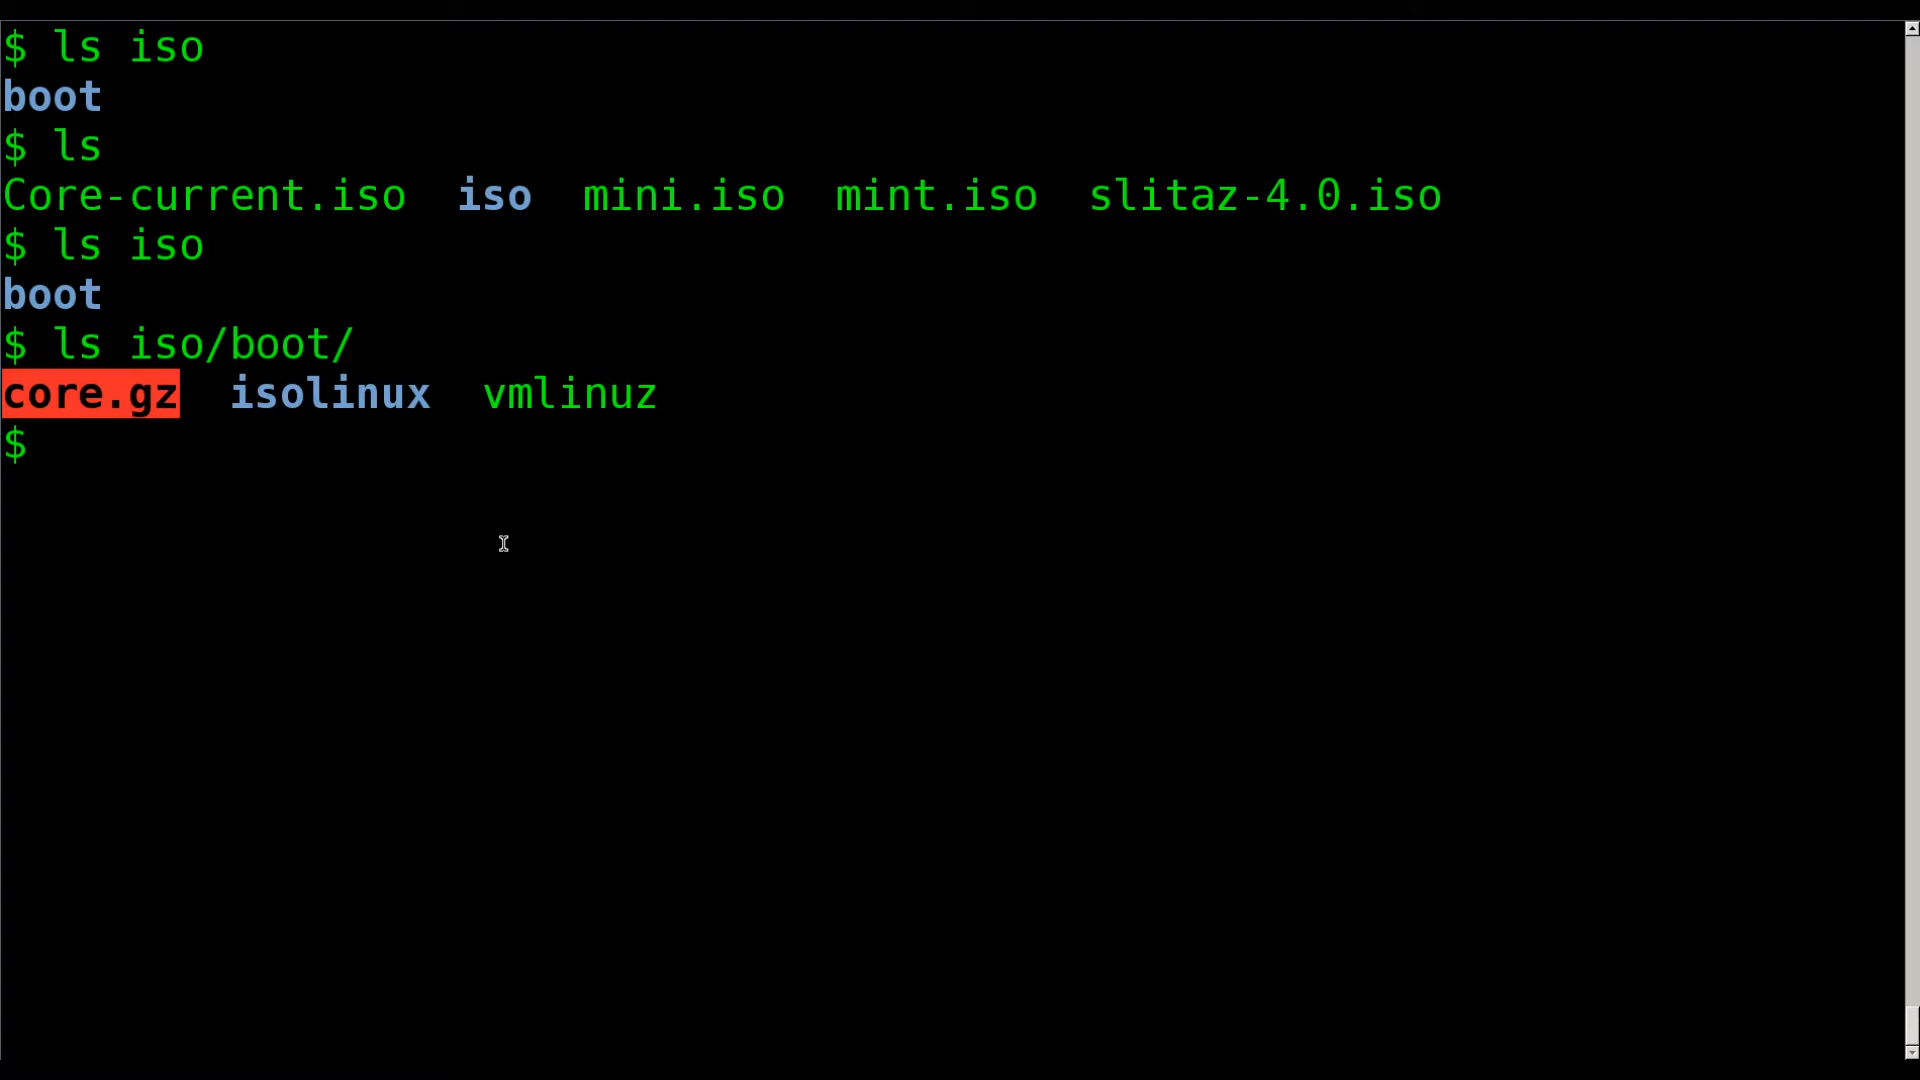 $ ls iso
boot
$ ls
Core-current.iso  iso  mini.iso  mint.iso  slitaz-4.0.iso
$ ls iso
boot
$ ls iso/boot/
core.gz  isolinux  vmlinuz
$